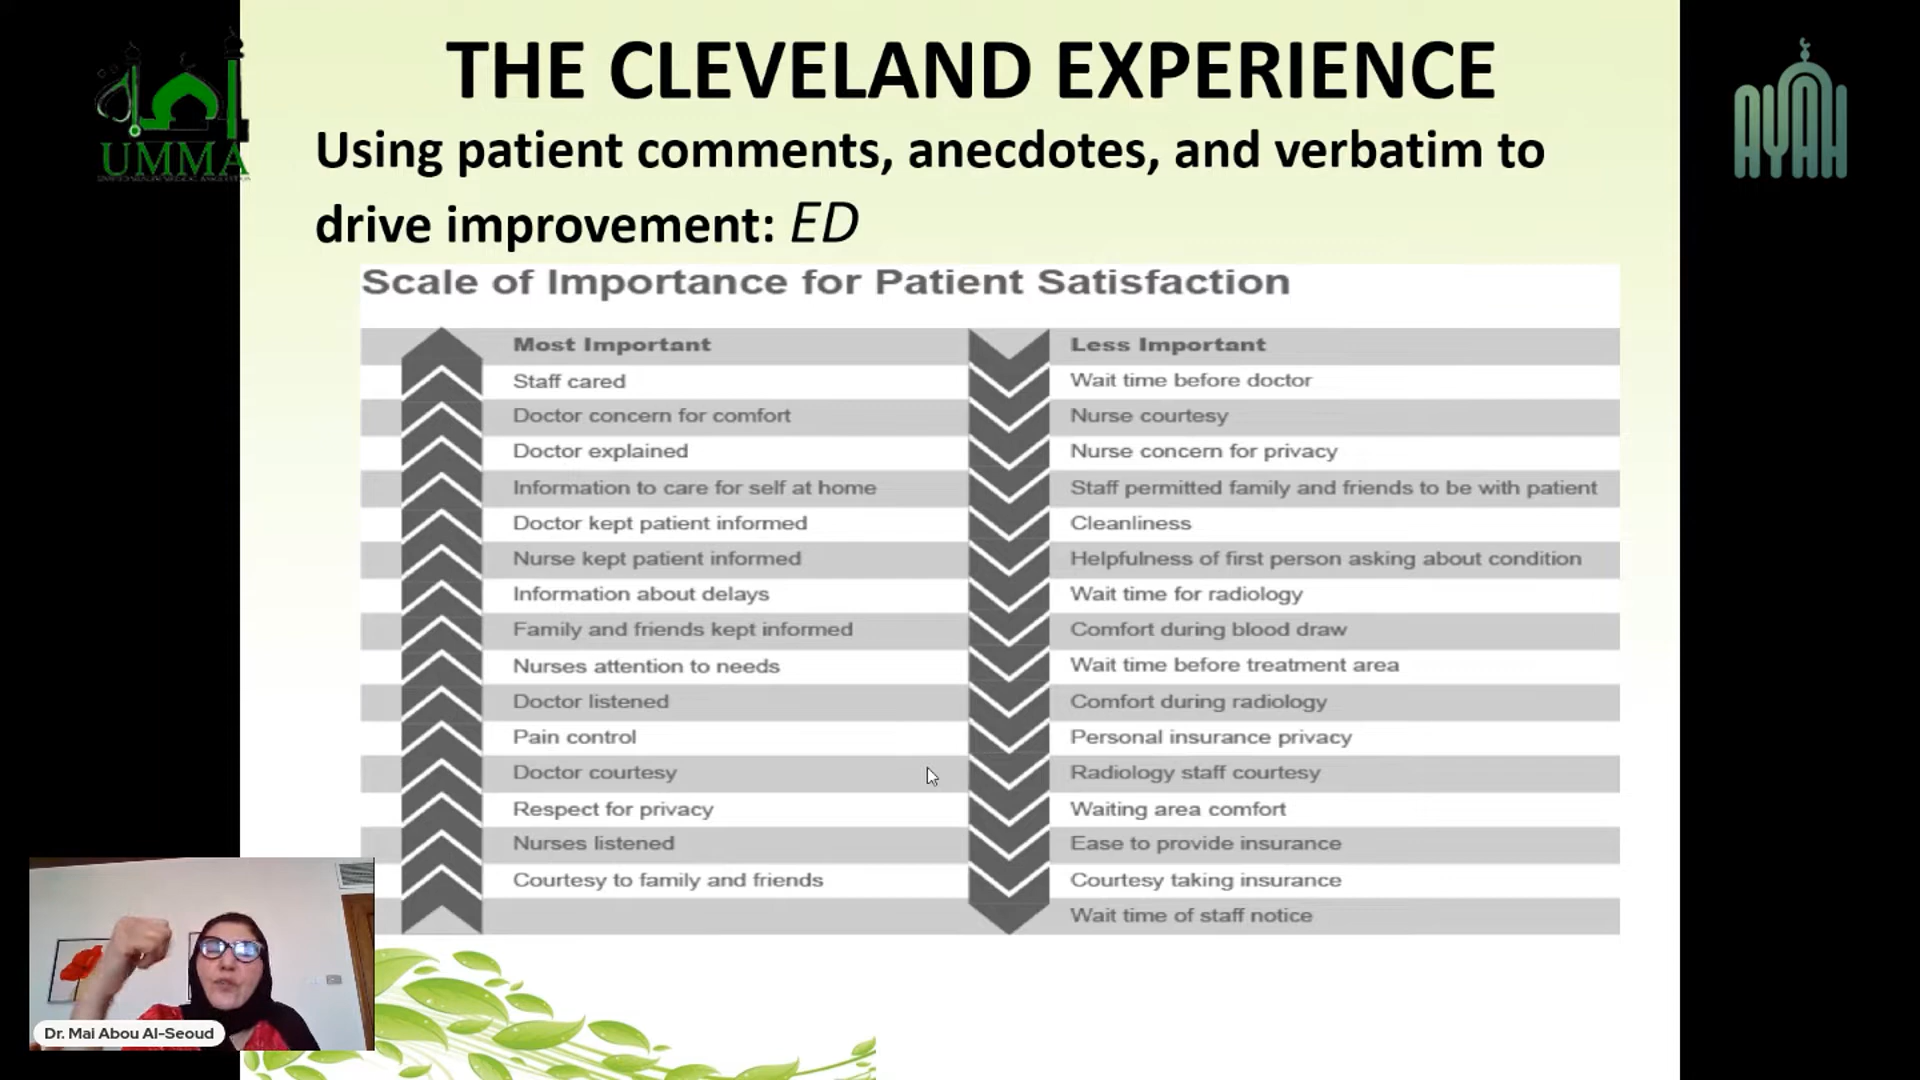 THE CLEVELAND EXPERIENCE
Using patient comments, anecdotes, and verbatim to
drive improvement: ED
Scale of Importance for Patient Satisfaction
Most Important
Staff cared
Doctor concern for comfort
Doctor explained
Information to care for self at home
Doctor kept patient informed
Nurse kept patient informed
Information about delays
Family and friends kept informed
Nurses attention to needs
Doctor listened
Pain control
Doctor courtesy
Respect for privacy
Nurses listened
Courtesy to family and friends
Less Important
Wait time before doctor
Nurse courtesy
Nurse concern for privacy
Staff permitted family and friends to be with patient
Cleanliness
Helpfulness of first person asking about condition
Wait time for radiology
Comfort during blood draw
Wait time before treatment area
Comfort during radiology
Personal insurance privacy
Radiology staff courtesy
Waiting area comfort
Ease to provide insurance
Courtesy taking insurance
Wait time of staff notice
UMMA
AYAH
Dr. Mai Abou Al-Seoud